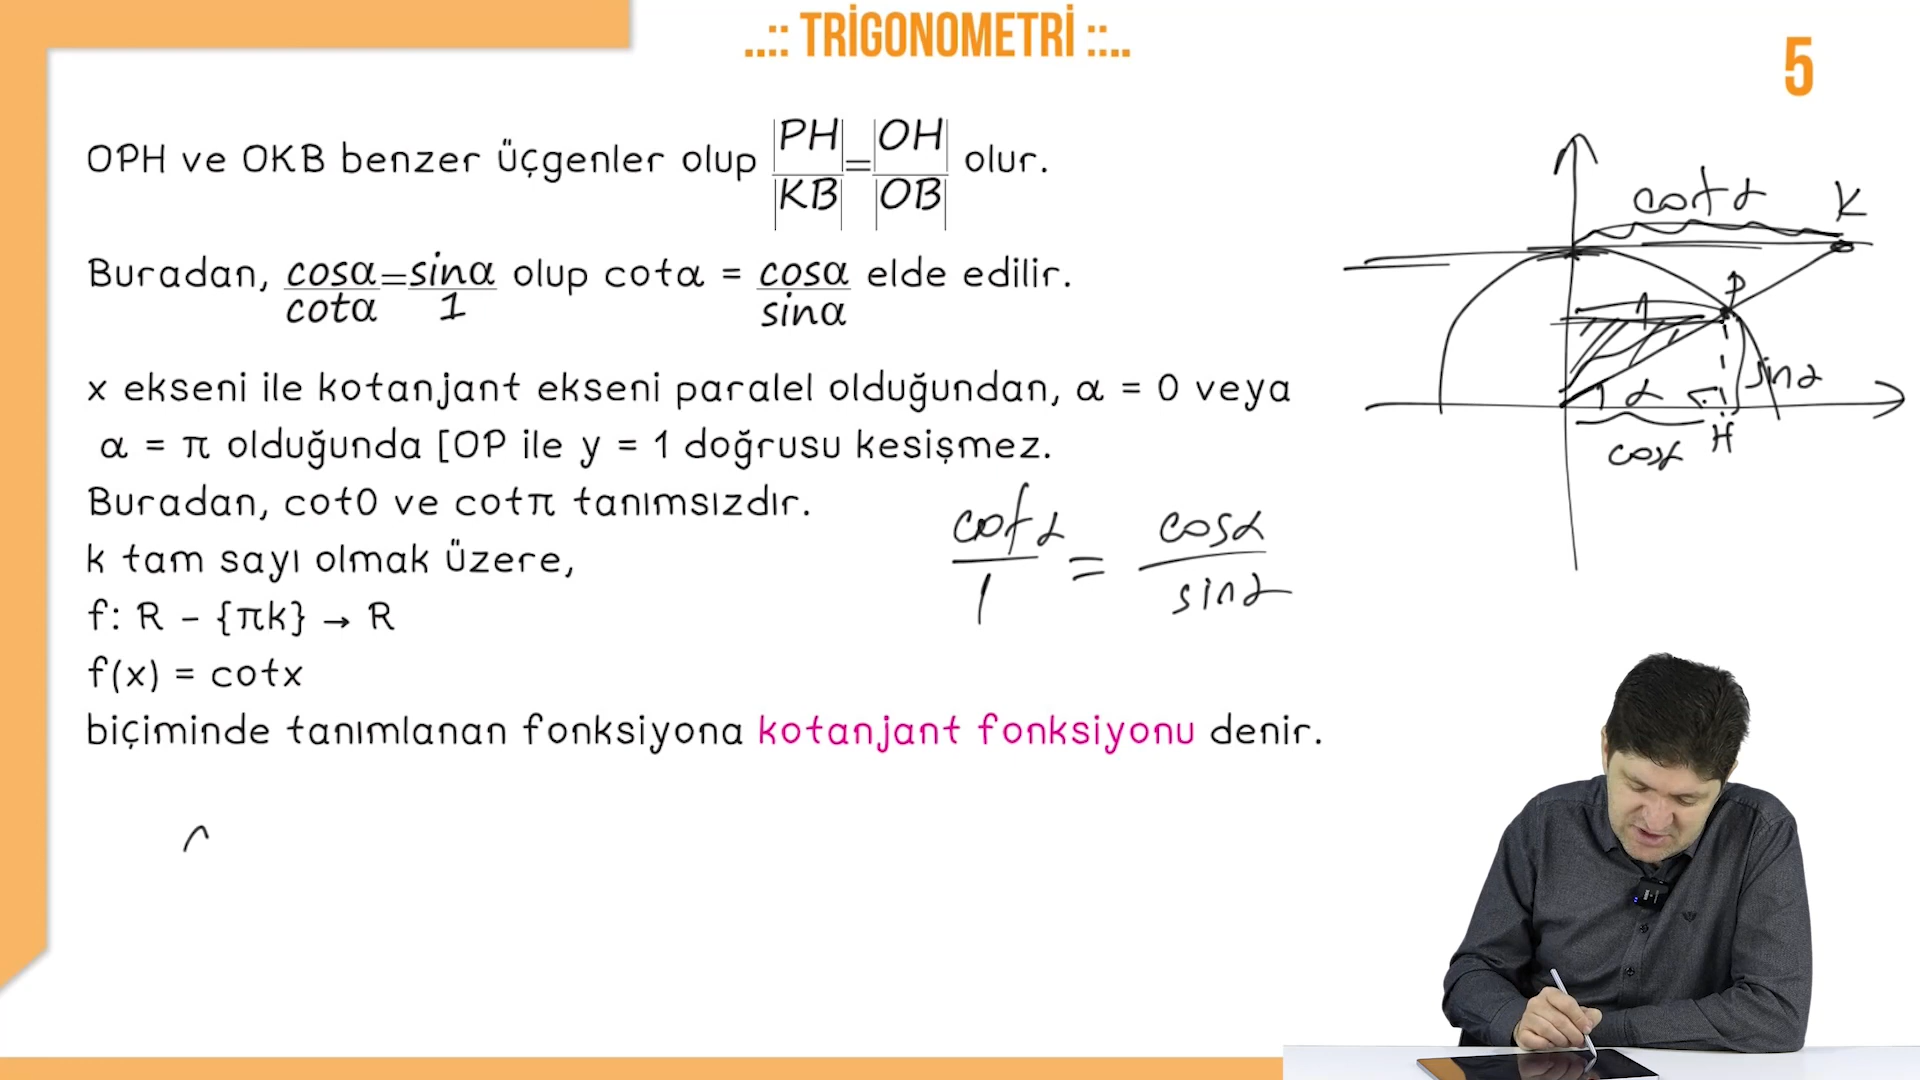 ..:: TRİGONOMETRİ ::..
5
OPH ve OKB benzer üçgenler olup |PH|/|KB| = |OH|/|OB| olur.
Buradan, cosα/cotα = sinα/1 olup cotα = cosα/sinα elde edilir.
x ekseni ile kotanjant ekseni paralel olduğundan, α = 0 veya
α = π olduğunda [OP ile y = 1 doğrusu kesişmez.
Buradan, cot0 ve cotπ tanımsızdır.
k tam sayı olmak üzere,
f: R - {πk} → R
f(x) = cotx
biçiminde tanımlanan fonksiyona kotanjant fonksiyonu denir.
cotα/1 = cosα/sinα
cotα K
P
1
sinα
α
H
cosα